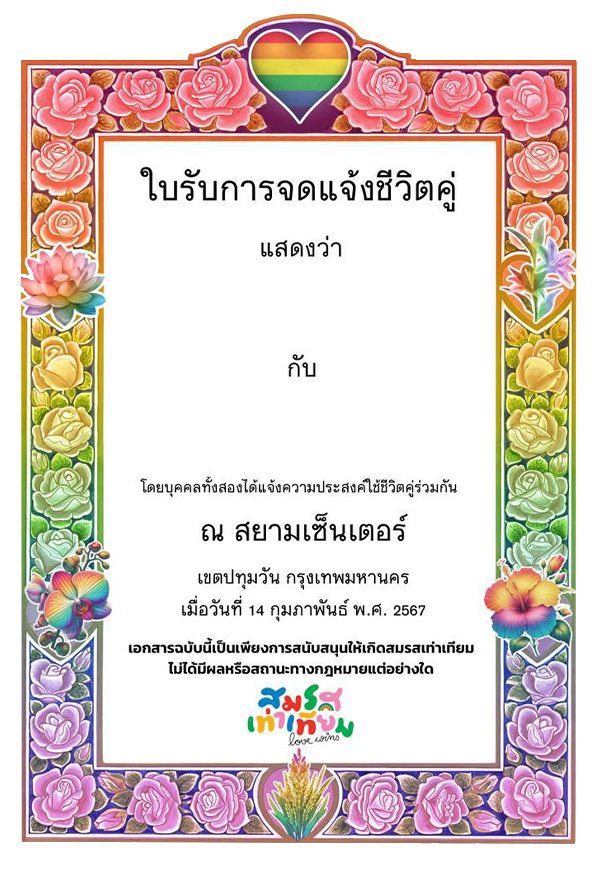 ใบรับการจดแจ้งชีวิตคู่
แสดงว่า
กับ
โดยบุคคลทั้งสองได้แจ้งความประสงค์ใช้ชีวิตคู่ร่วมกัน
ณ สยามเซ็นเตอร์
เขตปทุมวัน กรุงเทพมหานคร
เมื่อวันที่ 14 กุมภาพันธ์ พ.ศ. 2567
เอกสารฉบับนี้เป็นเพียงการสนับสนุนให้เกิดสมรสเท่าเทียม
ไม่ได้มีผลหรือสถานะทางกฎหมายแต่อย่างใด
สมรส
เท่าเทียม
love wins